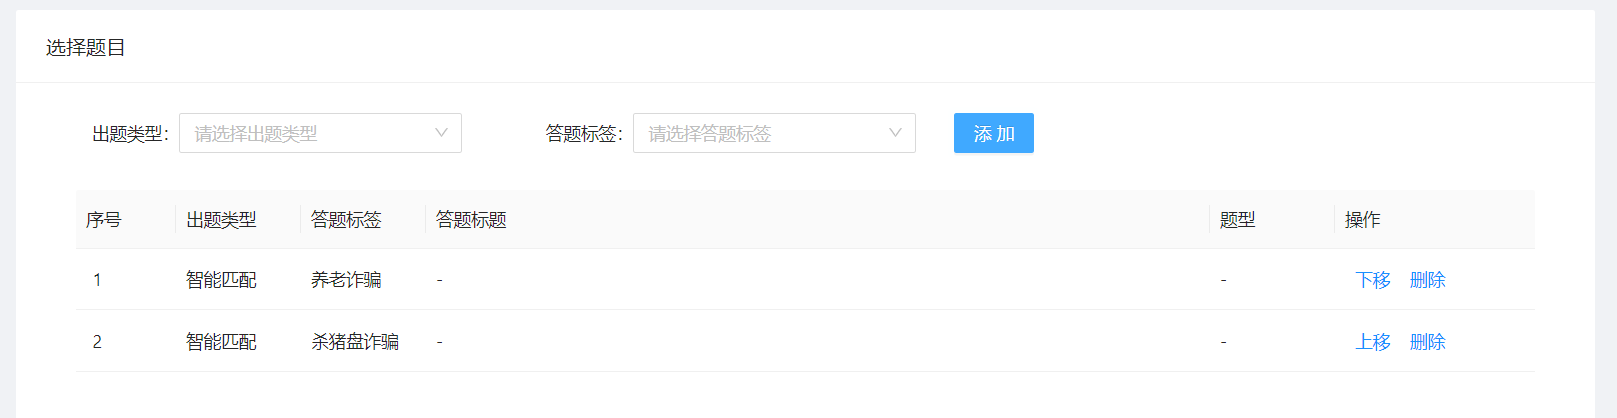 选择题目
出题类型: 请选择出题类型 答题标签: 请选择答题标签 添 加
序号 出题类型 答题标签 答题标题 题型 操作
1 智能匹配 养老诈骗 - - 下移 删除
2 智能匹配 杀猪盘诈骗 - - 上移 删除